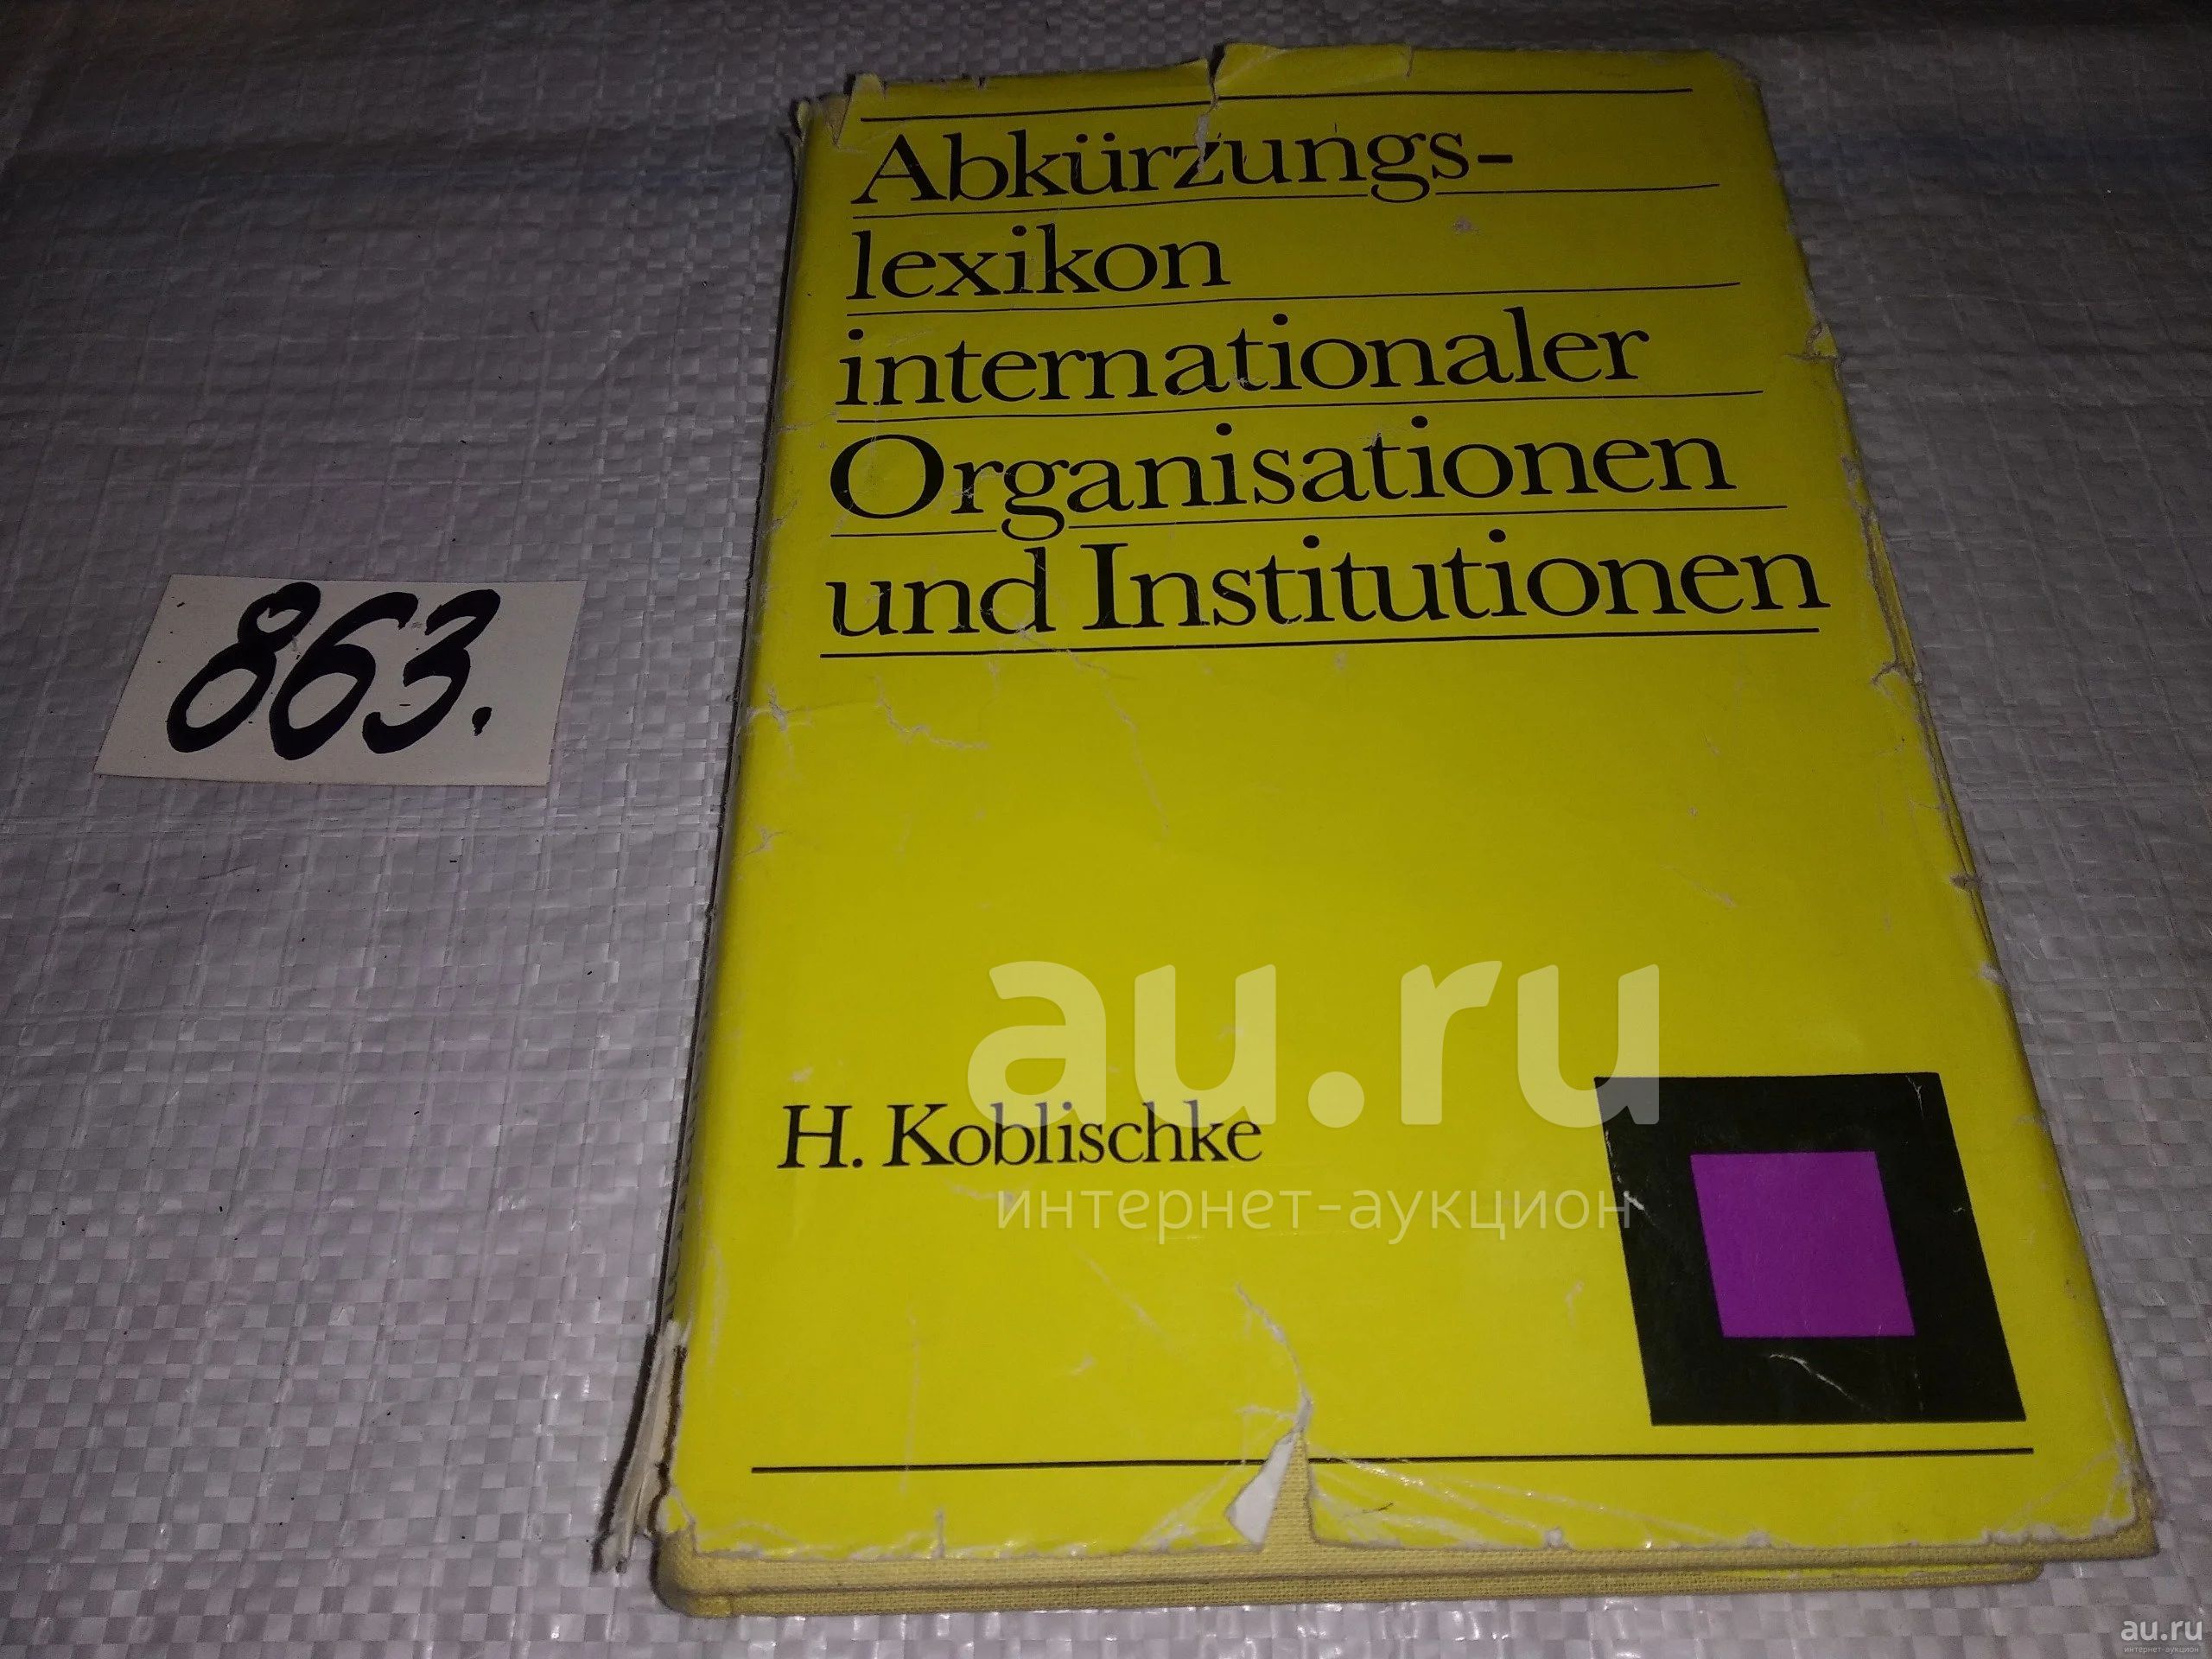 Abkürzungs-
lexikon
internationaler
Organisationen
und Institutionen
863.
au.ru
H. Koblischke
интернет-аукцион
au.ru
интернет-аукцион